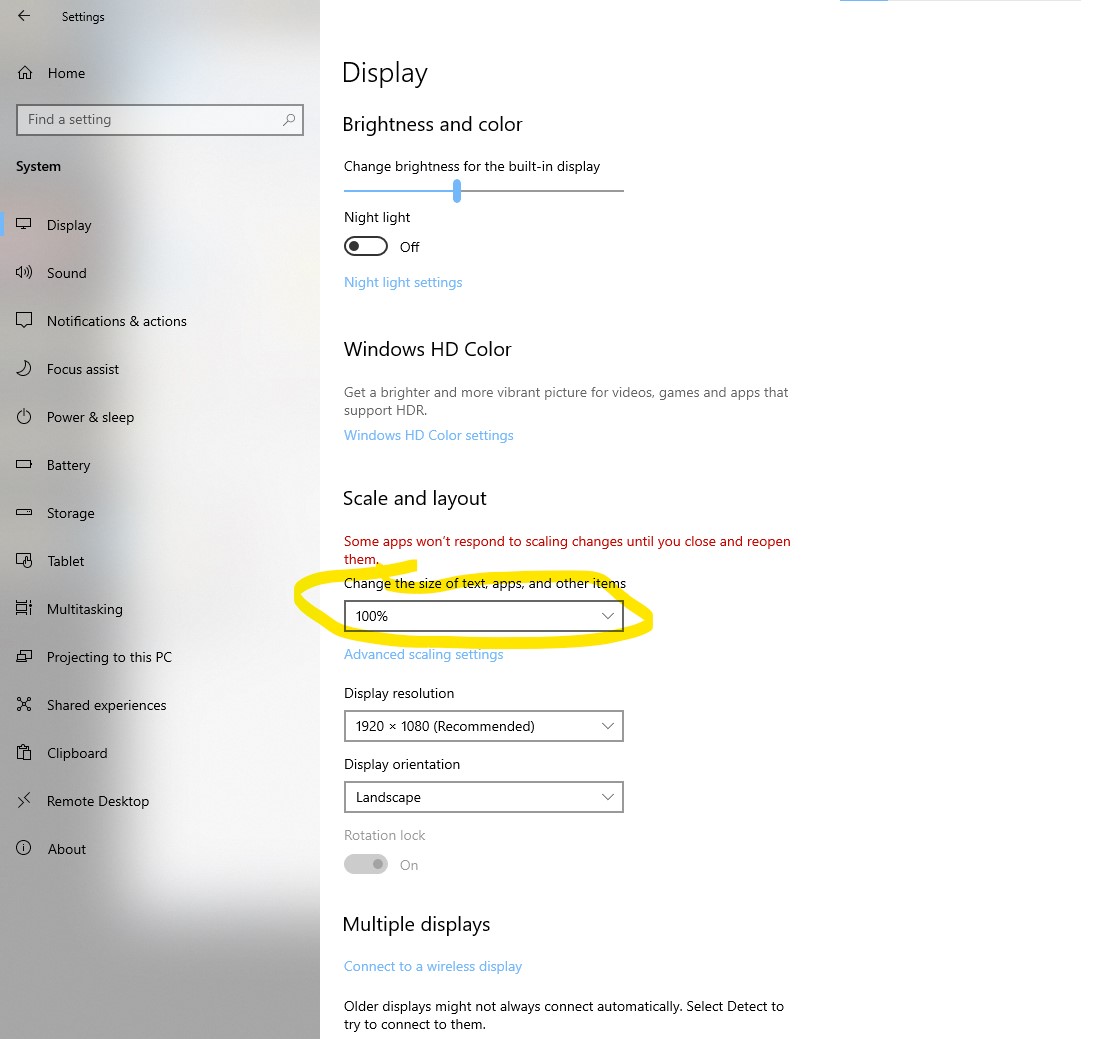 Settings
Home
Find a setting
System
Display
Sound
Notifications & actions
Focus assist
Power & sleep
Battery
Storage
Tablet
Multitasking
Projecting to this PC
Shared experiences
Clipboard
Remote Desktop
About
Display
Brightness and color
Change brightness for the built-in display
Night light
Off
Night light settings
Windows HD Color
Get a brighter and more vibrant picture for videos, games and apps that
support HDR.
Windows HD Color settings
Scale and layout
Some apps won't respond to scaling changes until you close and reopen
them.
Change the size of text, apps, and other items
100%
Advanced scaling settings
Display resolution
1920 × 1080 (Recommended)
Display orientation
Landscape
Rotation lock
On
Multiple displays
Connect to a wireless display
Older displays might not always connect automatically. Select Detect to
try to connect to them.